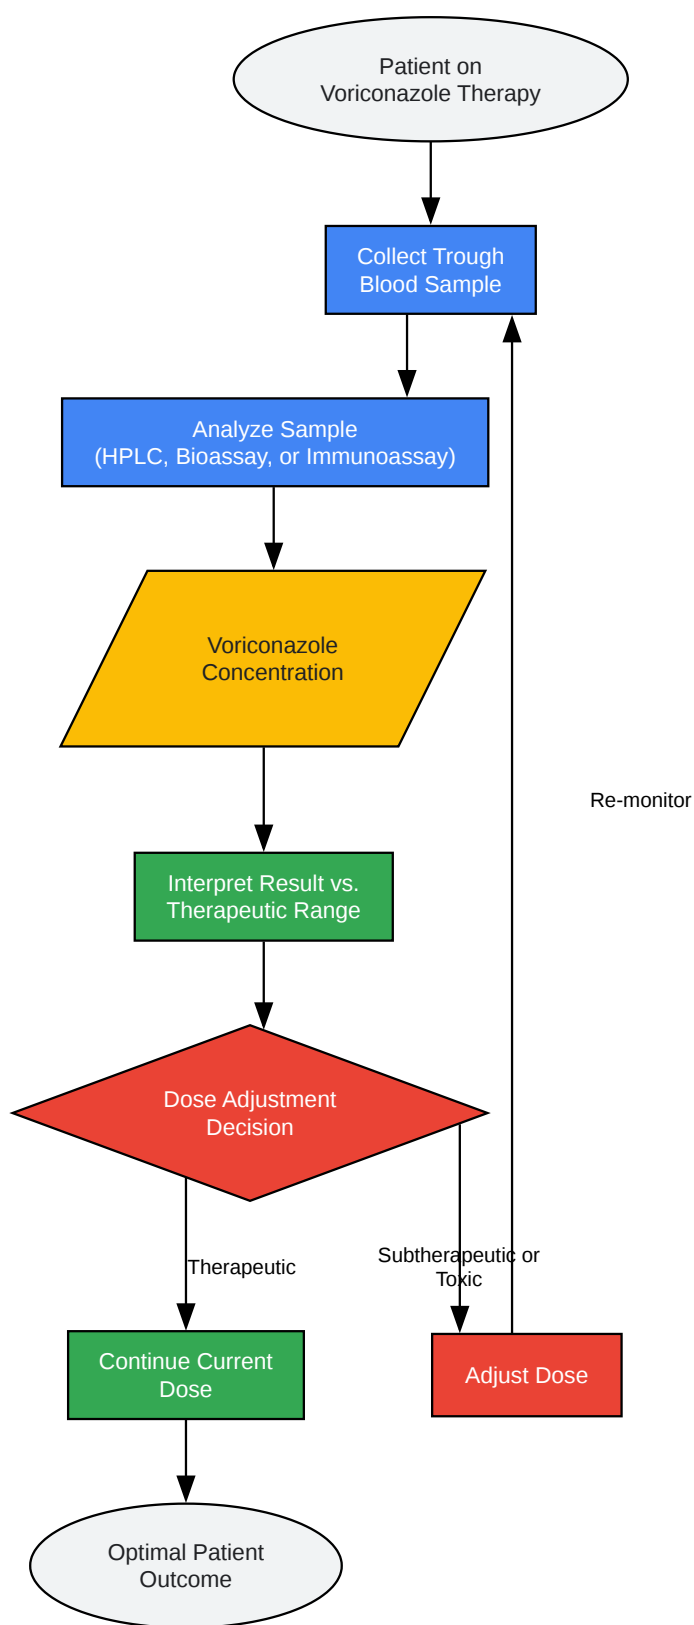 Patient on
Voriconazole Therapy
Collect Trough
Blood Sample
Analyze Sample
(HPLC, Bioassay, or Immunoassay)
Voriconazole
Concentration
Re-monitor
Interpret Result vs.
Therapeutic Range
Dose Adjustment
Decision
Therapeutic
Subtherapeutic or
Toxic
Continue Current
Dose
Adjust Dose
Optimal Patient
Outcome